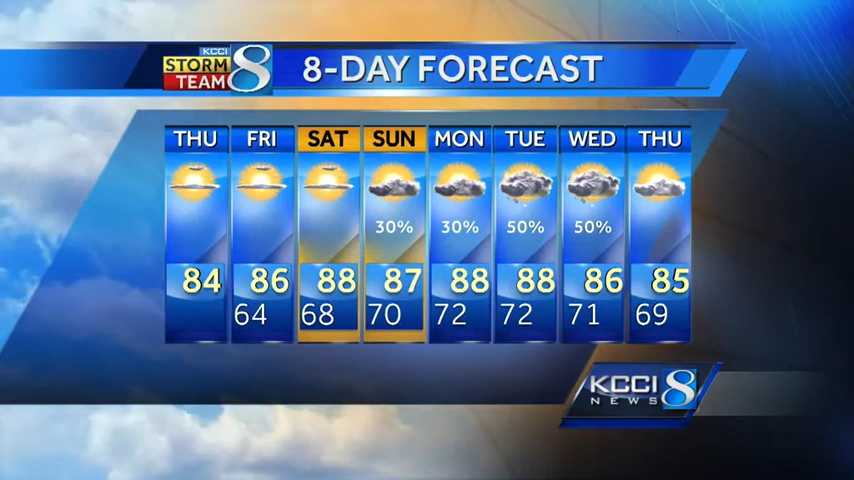 KCCI
STORM
TEAM 8
8-DAY FORECAST
THU FRI SAT SUN MON TUE WED THU
30% 30% 50% 50%
84 86 88 87 88 88 86 85
64 68 70 72 72 71 69
KCCI 8
NEWS